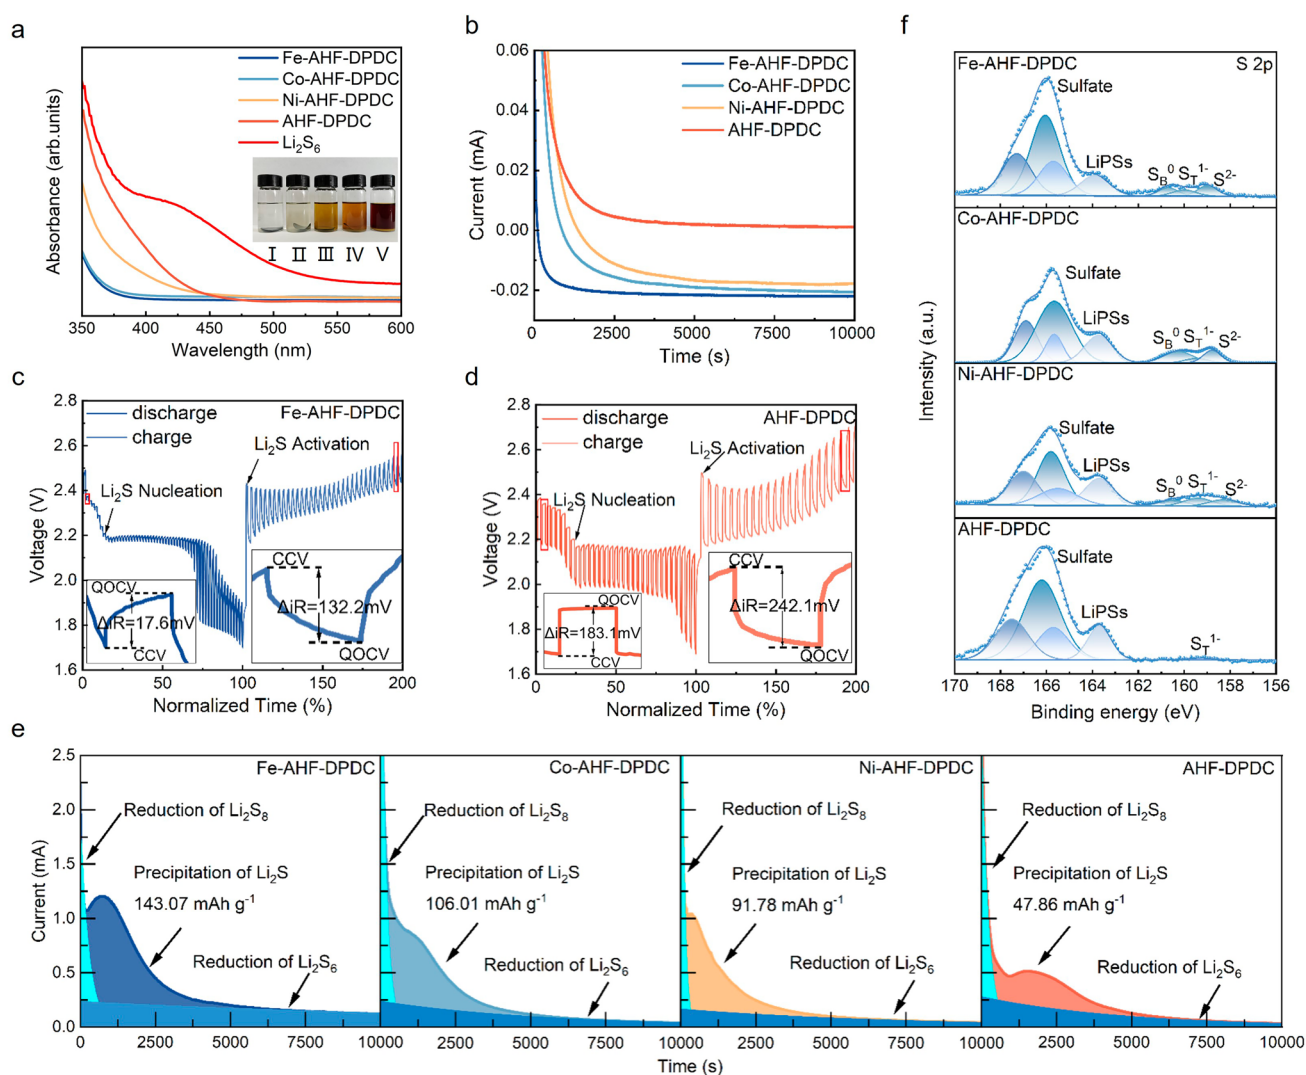 a
Fe-AHF-DPDC
Co-AHF-DPDC
Ni-AHF-DPDC
AHF-DPDC
Li₂S₆
Absorbance (arb.units)
I II III IV V
350 400 450 500 550 600
Wavelength (nm)
b
0.06
0.04
0.02
0.00
-0.02
Current (mA)
Fe-AHF-DPDC
Co-AHF-DPDC
Ni-AHF-DPDC
AHF-DPDC
0 2500 5000 7500 10000
Time (s)
c
2.8
2.6
2.4
2.2
2.0
1.8
1.6
Voltage (V)
discharge
charge
Fe-AHF-DPDC
Li₂S Activation
Li₂S Nucleation
QOCV
ΔiR=17.6mV
CCV
CCV
ΔiR=132.2mV
QOCV
0 50 100 150 200
Normalized Time (%)
d
2.8
2.6
2.4
2.2
2.0
1.8
1.6
Voltage (V)
discharge
charge
AHF-DPDC
Li₂S Activation
Li₂S Nucleation
QOCV
ΔiR=183.1mV
CCV
CCV
ΔiR=242.1mV
QOCV
0 50 100 150 200
Normalized Time (%)
f
Fe-AHF-DPDC
S 2p
Sulfate
LiPSs
S_B⁰ S_T¹⁻ S²⁻
Co-AHF-DPDC
Sulfate
LiPSs
S_B⁰ S_T¹⁻ S²⁻
Ni-AHF-DPDC
Sulfate
LiPSs
S_B⁰ S_T¹⁻ S²⁻
AHF-DPDC
Sulfate
LiPSs
S_T¹⁻
Intensity (a.u.)
170 168 166 164 162 160 158 156
Binding energy (eV)
e
2.5
2.0
1.5
1.0
0.5
0.0
Current (mA)
Fe-AHF-DPDC
Reduction of Li₂S₈
Precipitation of Li₂S
143.07 mAh g⁻¹
Reduction of Li₂S₆
Co-AHF-DPDC
Reduction of Li₂S₈
Precipitation of Li₂S
106.01 mAh g⁻¹
Reduction of Li₂S₆
Ni-AHF-DPDC
Reduction of Li₂S₈
Precipitation of Li₂S
91.78 mAh g⁻¹
Reduction of Li₂S₆
AHF-DPDC
Reduction of Li₂S₈
Precipitation of Li₂S
47.86 mAh g⁻¹
Reduction of Li₂S₆
0 2500 5000 7500 10000 2500 5000 7500 10000 2500 5000 7500 10000 2500 5000 7500 10000
Time (s)